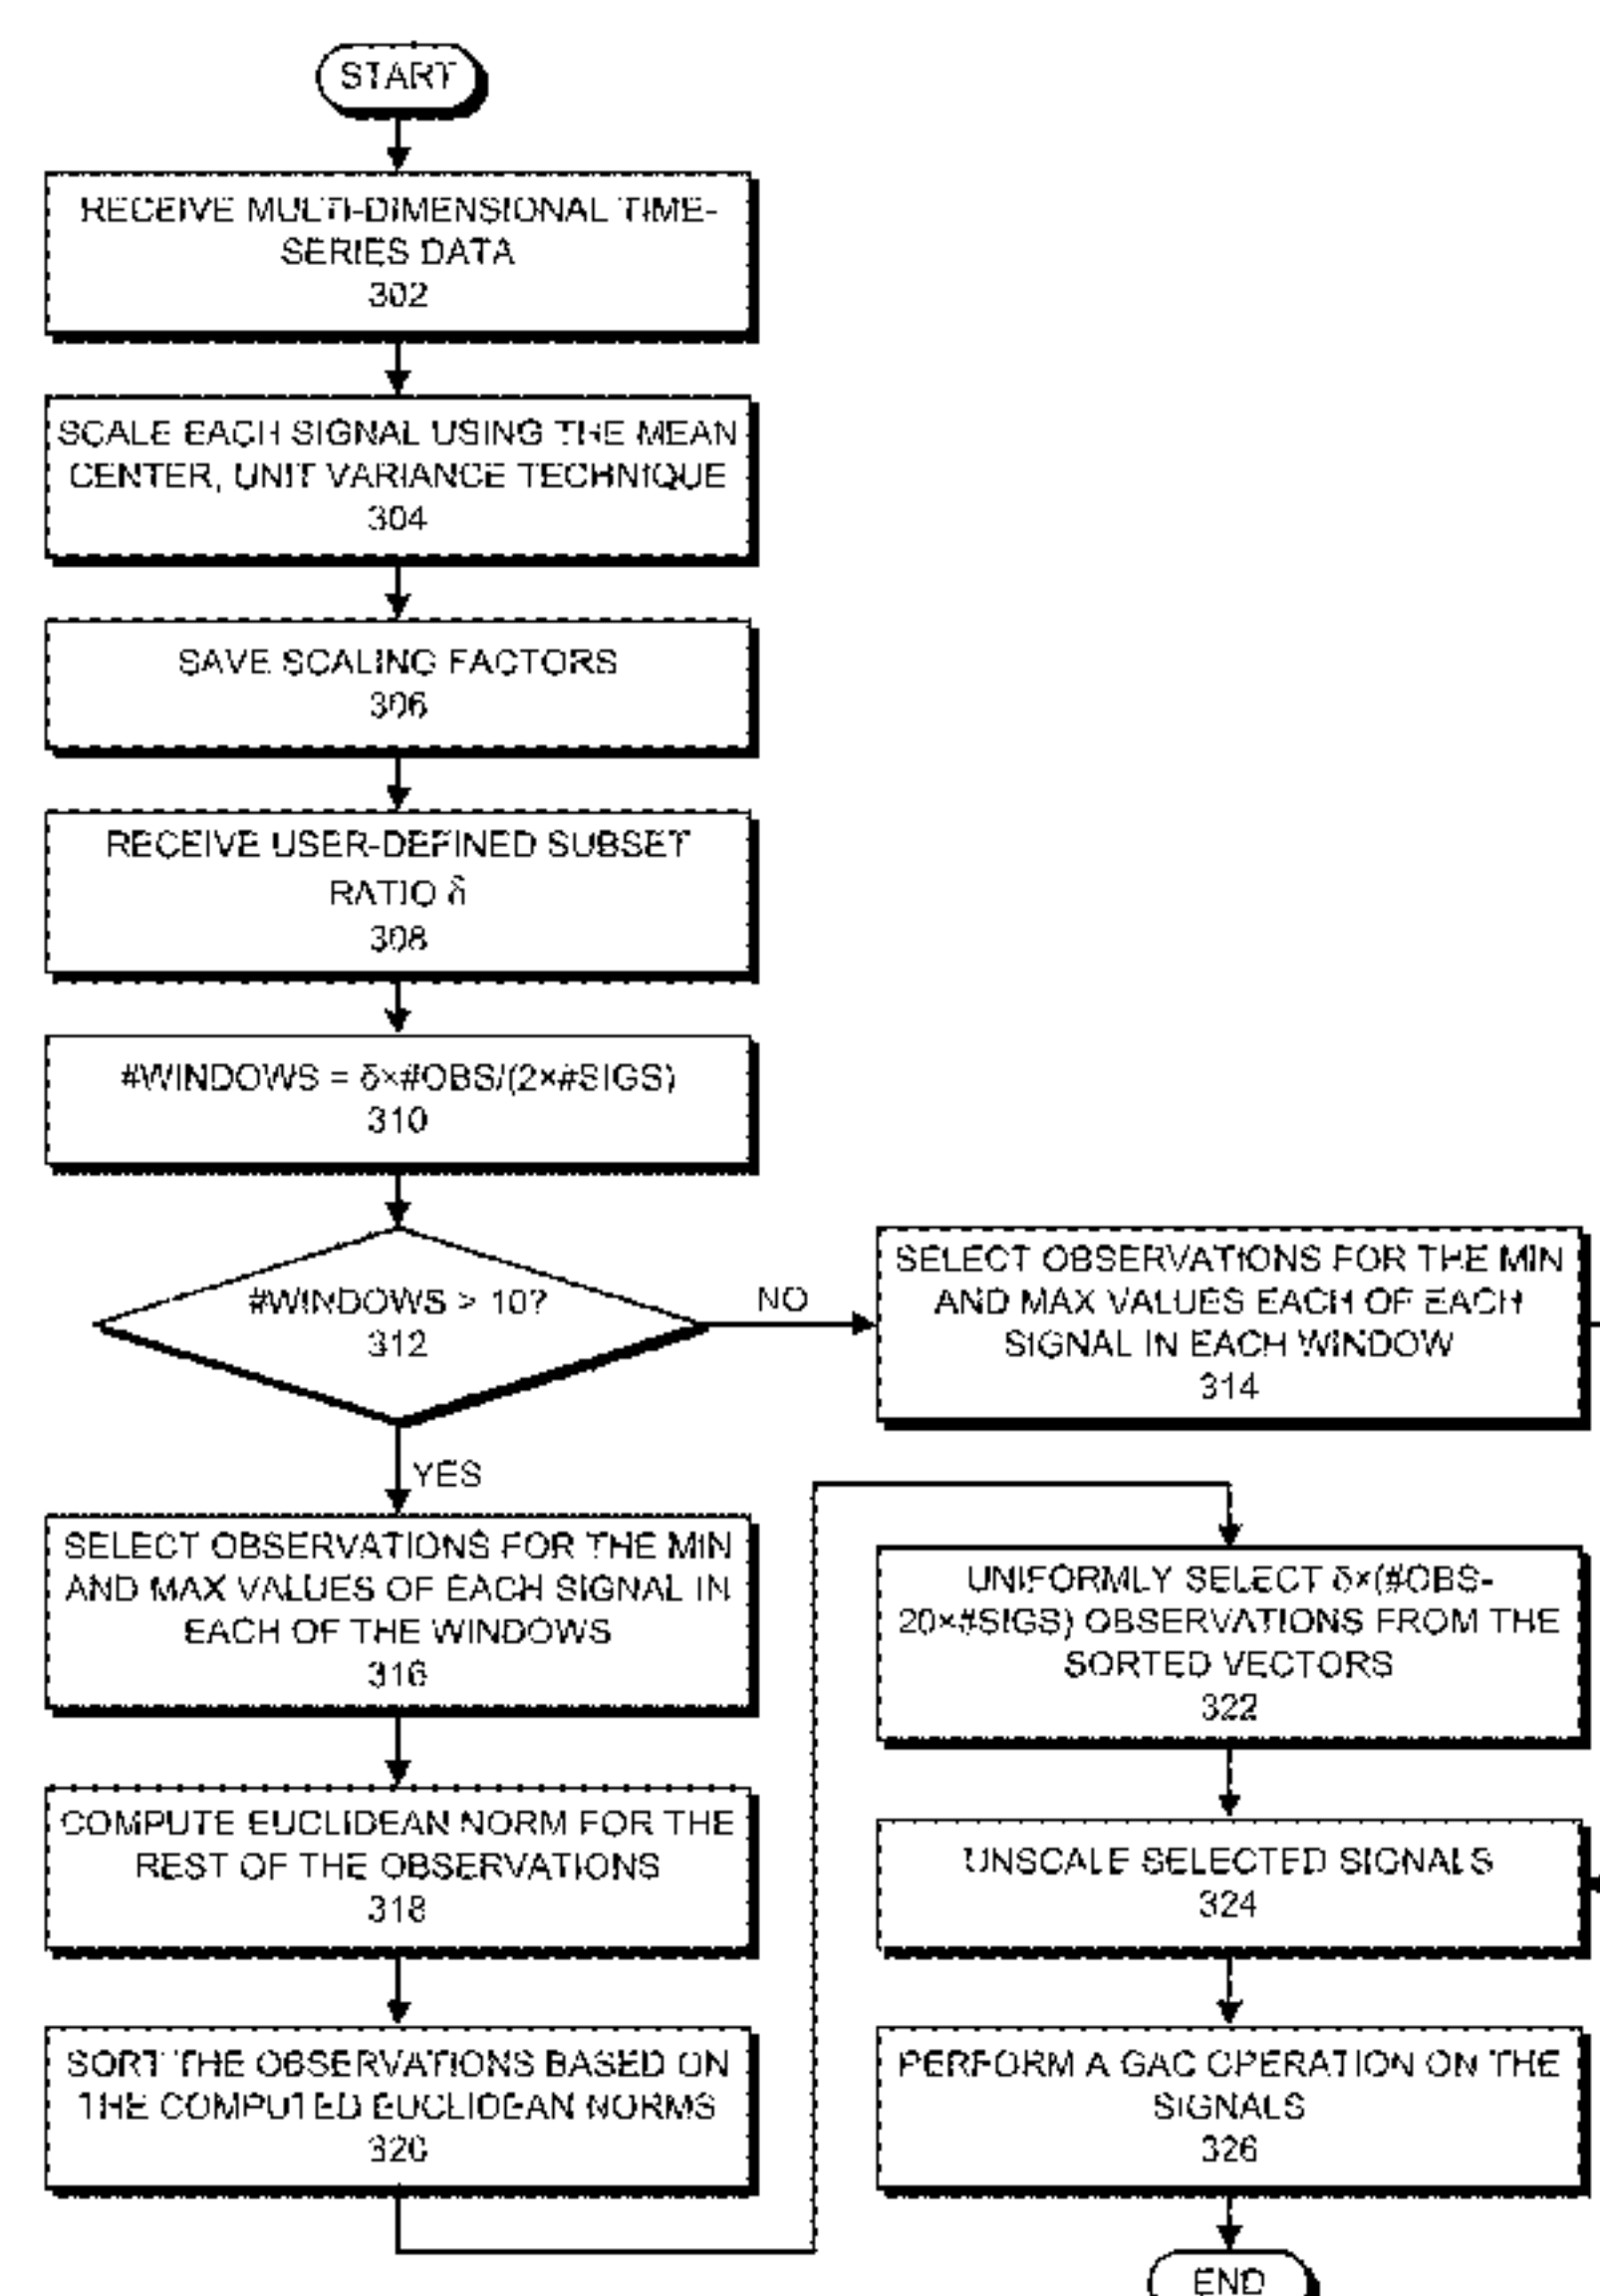 START
RECEIVE MULTI-DIMENSIONAL TIME-
SERIES DATA
302
SCALE EACH SIGNAL USING THE MEAN
CENTER, UNIT VARIANCE TECHNIQUE
304
SAVE SCALING FACTORS
306
RECEIVE USER-DEFINED SUBSET
RATIO δ
308
#WINDOWS = δ×#OBS/(2×#SIGS)
310
#WINDOWS > 10?
312
NO
SELECT OBSERVATIONS FOR THE MIN
AND MAX VALUES EACH OF EACH
SIGNAL IN EACH WINDOW
314
YES
SELECT OBSERVATIONS FOR THE MIN
AND MAX VALUES OF EACH SIGNAL IN
EACH OF THE WINDOWS
316
COMPUTE EUCLIDEAN NORM FOR THE
REST OF THE OBSERVATIONS
318
SORT THE OBSERVATIONS BASED ON
THE COMPUTED EUCLIDEAN NORMS
320
UNIFORMLY SELECT δ×(#OBS-
20×#SIGS) OBSERVATIONS FROM THE
SORTED VECTORS
322
UNSCALE SELECTED SIGNALS
324
PERFORM A GAC OPERATION ON THE
SIGNALS
326
END